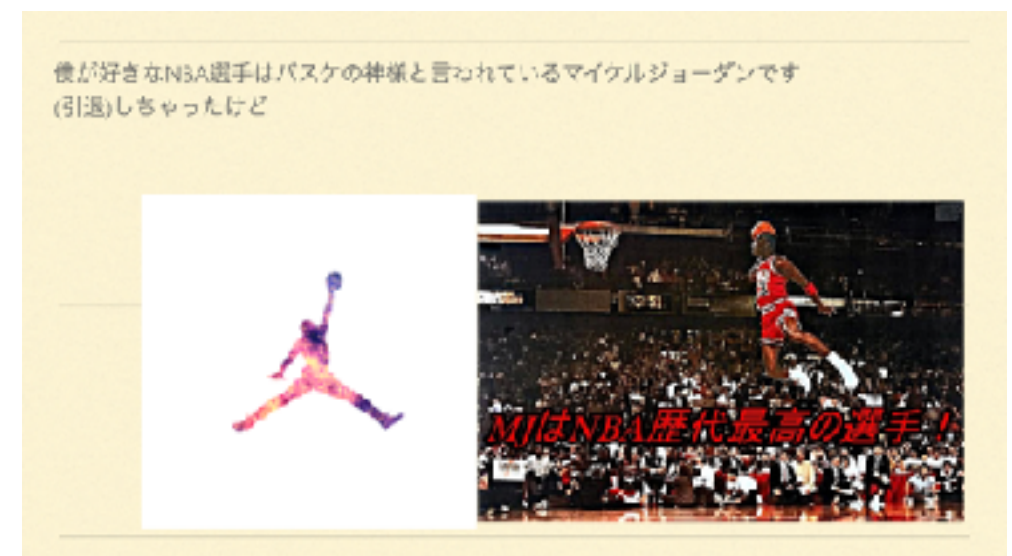 僕が好きなNBA選手はバスケの神様と言われているマイケルジョーダンです
(引退)しちゃったけど
MJはNBA歴代最高の選手！